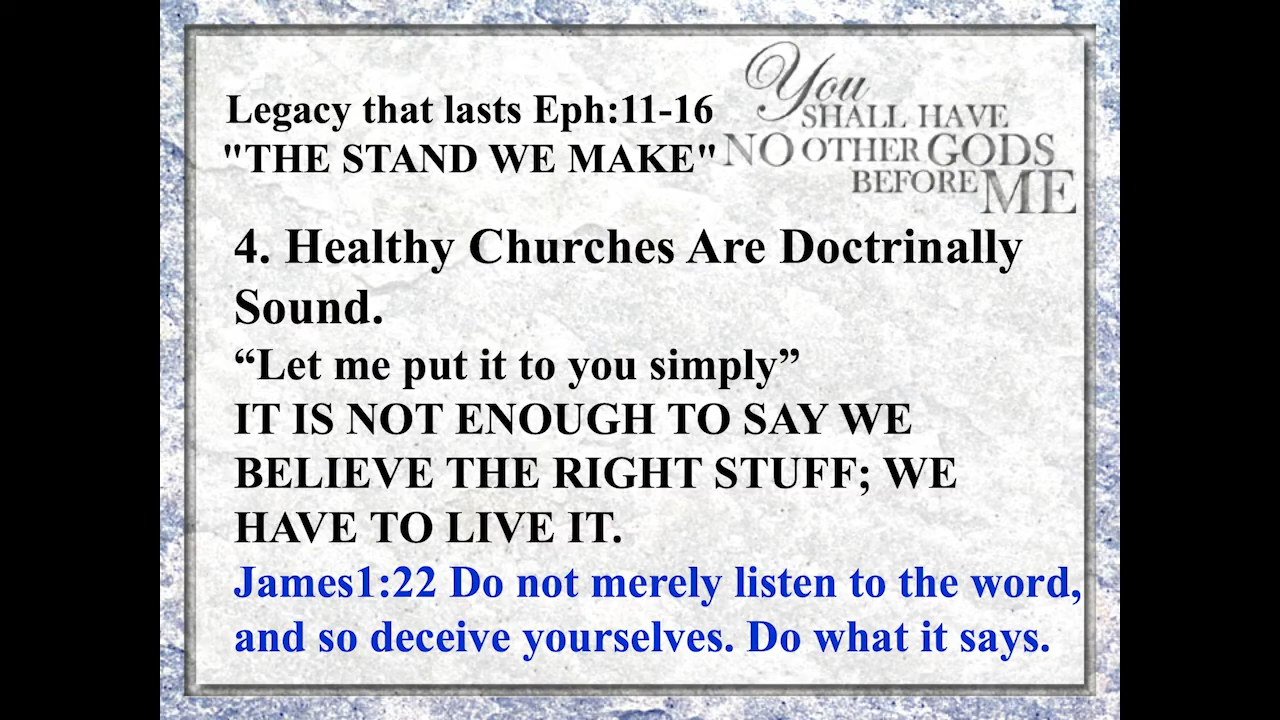 Legacy that lasts Eph:11-16
"THE STAND WE MAKE"
You
SHALL HAVE
NO OTHER GODS
BEFORE ME
4. Healthy Churches Are Doctrinally
Sound.
“Let me put it to you simply”
IT IS NOT ENOUGH TO SAY WE
BELIEVE THE RIGHT STUFF; WE
HAVE TO LIVE IT.
James1:22 Do not merely listen to the word,
and so deceive yourselves. Do what it says.